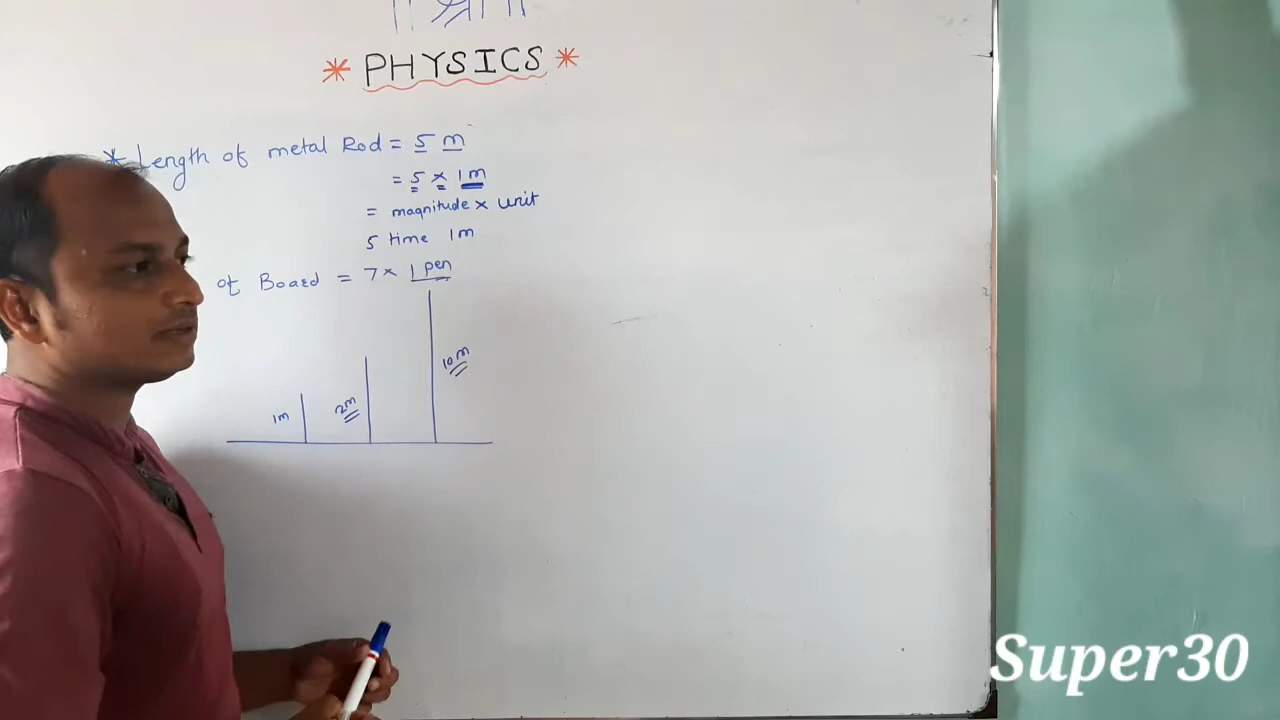 * PHYSICS *
* Length of metal Rod = 5 m
= 5 × 1m
= magnitude × unit
5 time 1m
of Board = 7 × 1 pen
1m
2m
10m
Super30